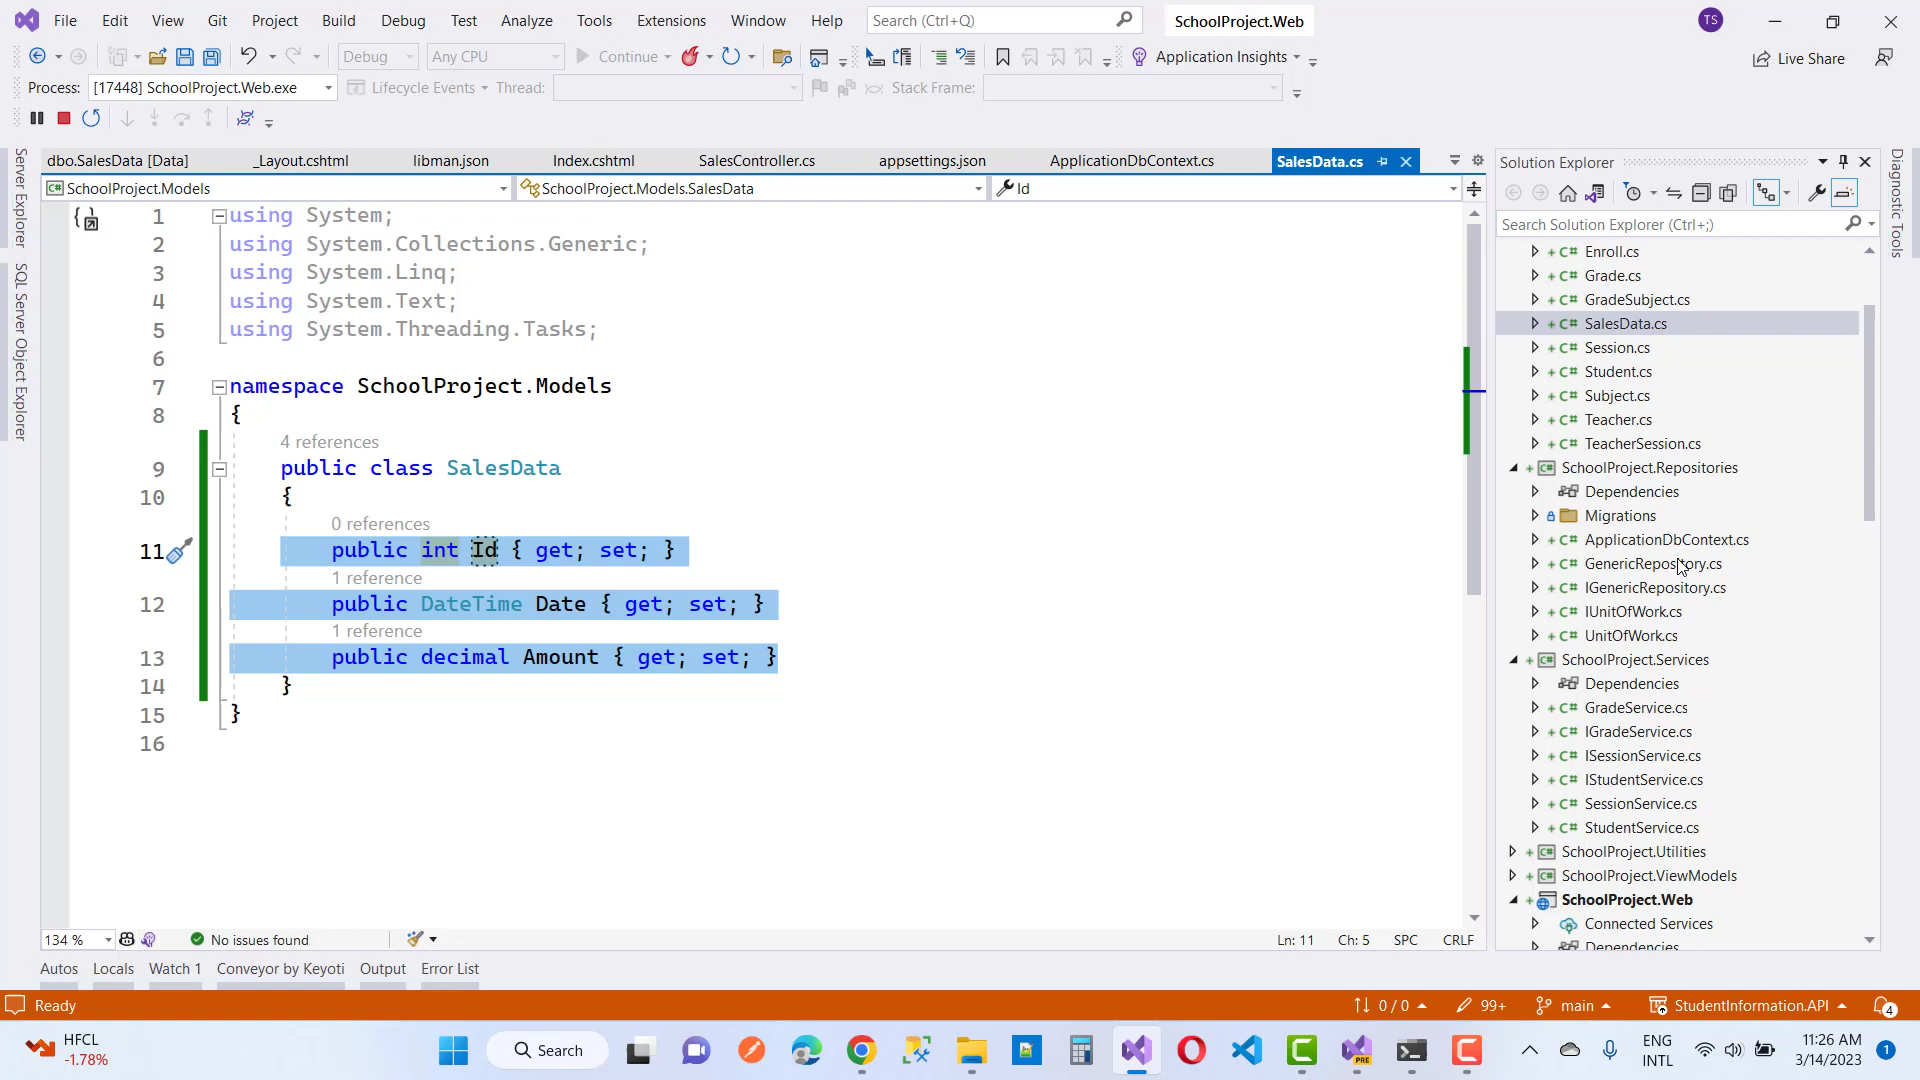 File Edit View Git Project Build Debug Test Analyze Tools Extensions Window Help Search (Ctrl+Q) SchoolProject.Web TS
Debug Any CPU Continue Application Insights Live Share
Process: [17448] SchoolProject.Web.exe Lifecycle Events Thread: Stack Frame:
Server Explorer
SQL Server Object Explorer
dbo.SalesData [Data] _Layout.cshtml libman.json Index.cshtml SalesController.cs appsettings.json ApplicationDbContext.cs SalesData.cs
SchoolProject.Models SchoolProject.Models.SalesData Id
1 using System;
2 using System.Collections.Generic;
3 using System.Linq;
4 using System.Text;
5 using System.Threading.Tasks;
6
7 namespace SchoolProject.Models
8 {
4 references
9 public class SalesData
10 {
0 references
11 public int Id { get; set; }
1 reference
12 public DateTime Date { get; set; }
1 reference
13 public decimal Amount { get; set; }
14 }
15 }
16
134 % No issues found Ln: 11 Ch: 5 SPC CRLF
Solution Explorer
Search Solution Explorer (Ctrl+;)
Enroll.cs
Grade.cs
GradeSubject.cs
SalesData.cs
Session.cs
Student.cs
Subject.cs
Teacher.cs
TeacherSession.cs
SchoolProject.Repositories
Dependencies
Migrations
ApplicationDbContext.cs
GenericRepository.cs
IGenericRepository.cs
IUnitOfWork.cs
UnitOfWork.cs
SchoolProject.Services
Dependencies
GradeService.cs
IGradeService.cs
ISessionService.cs
IStudentService.cs
SessionService.cs
StudentService.cs
SchoolProject.Utilities
SchoolProject.ViewModels
SchoolProject.Web
Connected Services
Dependencies
Diagnostic Tools
Autos Locals Watch 1 Conveyor by Keyoti Output Error List
Ready 0 / 0 99+ main StudentInformation.API 4
HFCL
-1.78%
Search
PRE
ENG
INTL
11:26 AM
3/14/2023
1